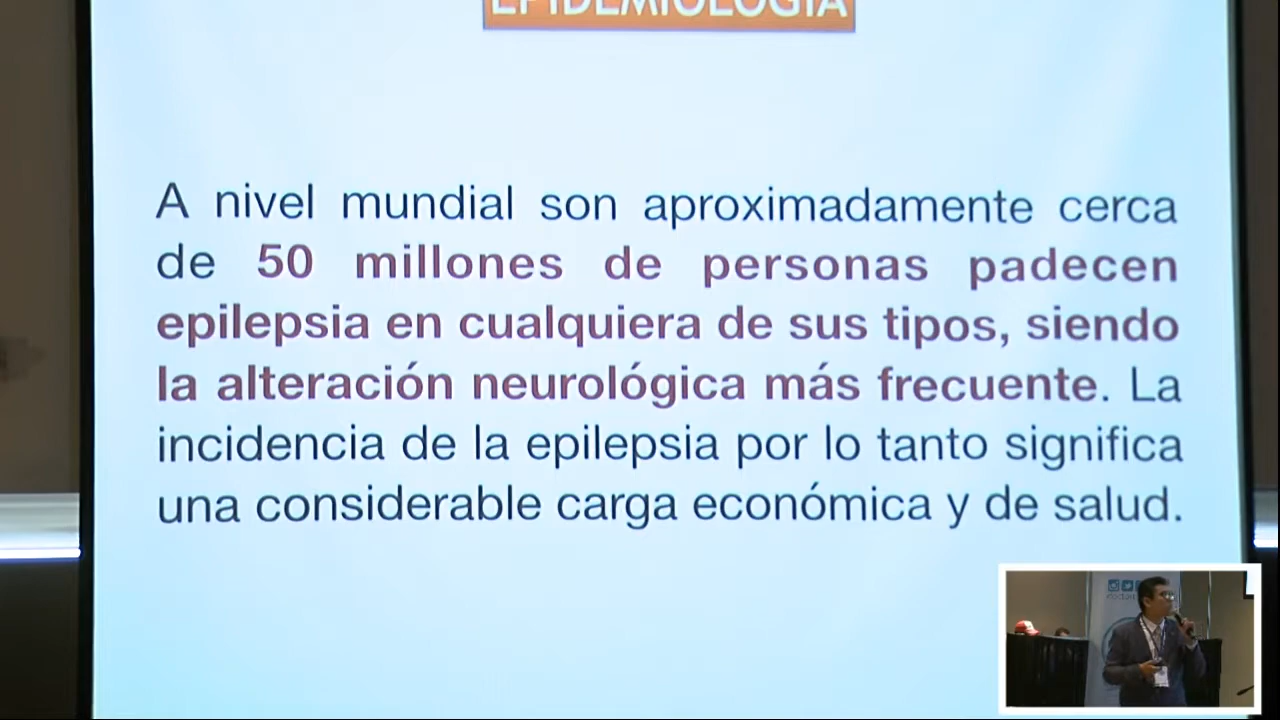 EPIDEMIOLOGÍA
A nivel mundial son aproximadamente cerca
de 50 millones de personas padecen
epilepsia en cualquiera de sus tipos, siendo
la alteración neurológica más frecuente. La
incidencia de la epilepsia por lo tanto significa
una considerable carga económica y de salud.